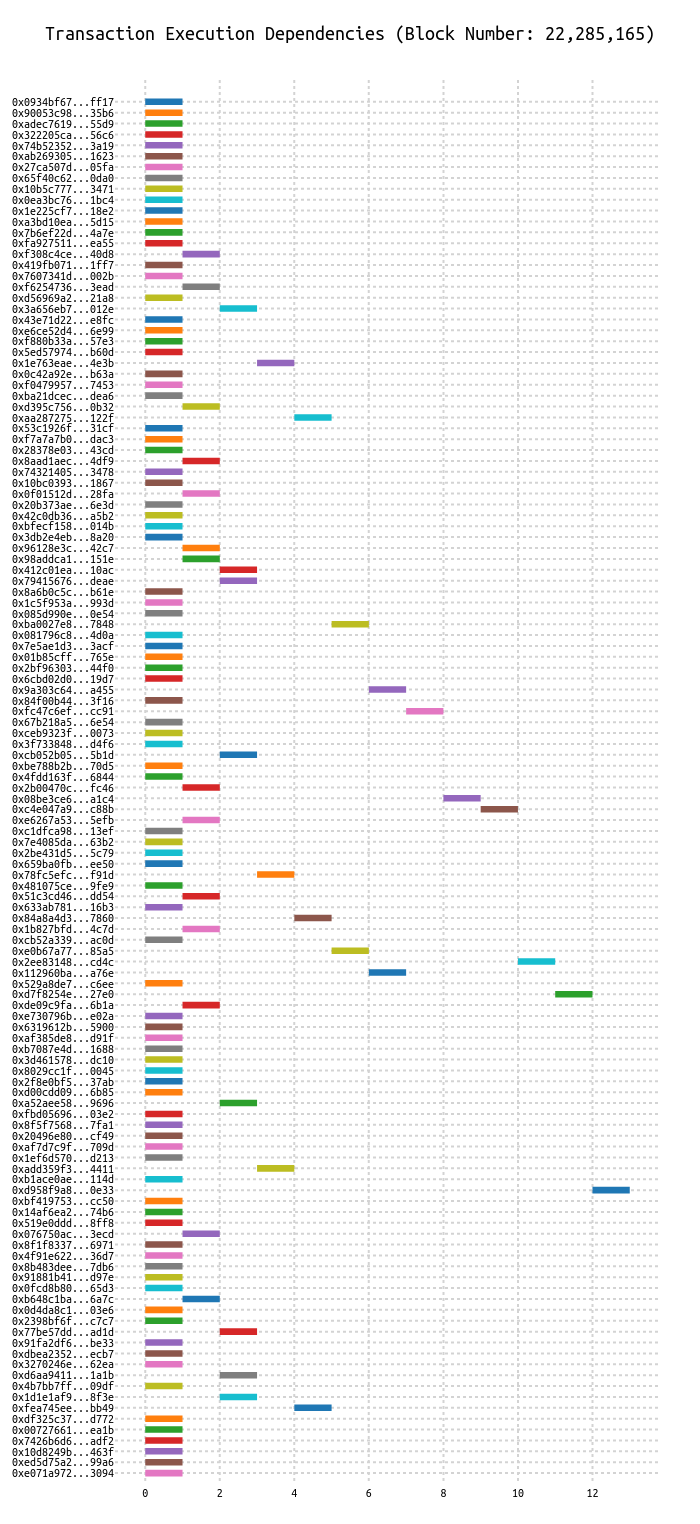 Transaction Execution Dependencies (Block Number: 22,285,165)
0x0934bf67...ff17
0x90053c98...35b6
0xadec7619...55d9
0x322205ca...56c6
0x74b52352...3a19
0xab269305...1623
0x27ca507d...05fa
0x65f40c62...0da0
0x10b5c777...3471
0x0ea3bc76...1bc4
0x1e225cf7...18e2
0xa3bd10ea...5d15
0x7b6ef22d...4a7e
0xfa927511...ea55
0xf308c4ce...40d8
0x419fb071...1ff7
0x7607341d...002b
0xf6254736...3ead
0xd56969a2...21a8
0x3a656eb7...012e
0x43e71d22...e8fc
0xe6ce52d4...6e99
0xf880b33a...57e3
0x5ed57974...b60d
0x1e763eae...4e3b
0x0c42a92e...b63a
0xf0479957...7453
0xba21dcec...dea6
0xd395c756...0b32
0xaa287275...122f
0x53c1926f...31cf
0xf7a7a7b0...dac3
0x28378e03...43cd
0x8aad1aec...4df9
0x74321405...3478
0x10bc0393...1867
0x0f01512d...28fa
0x20b373ae...6e3d
0x42c0db36...a5b2
0xbfecf158...014b
0x3db2e4eb...8a20
0x96128e3c...42c7
0x98addca1...151e
0x412c01ea...10ac
0x79415676...deae
0x8a6b0c5c...b61e
0x1c5f953a...993d
0x085d990e...0e54
0xba0027e8...7848
0x081796c8...4d0a
0x7e5ae1d3...3acf
0x01b85cff...765e
0x2bf96303...44f0
0x6cbd02d0...19d7
0x9a303c64...a455
0x84f00b44...3f16
0xfc47c6ef...cc91
0x67b218a5...6e54
0xceb9323f...0073
0x3f733848...d4f6
0xcb052b05...5b1d
0xbe788b2b...70d5
0x4fdd163f...6844
0x2b00470c...fc46
0x08be3ce6...a1c4
0xc4e047a9...c88b
0xe6267a53...5efb
0xc1dfca98...13ef
0x7e4085da...63b2
0x2be431d5...5c79
0x659ba0fb...ee50
0x78fc5efc...f91d
0x481075ce...9fe9
0x51c3cd46...dd54
0x633ab781...16b3
0x84a8a4d3...7860
0x1b827bfd...4c7d
0xcb52a339...ac0d
0xe0b67a77...85a5
0x2ee83148...cd4c
0x112960ba...a76e
0x529a8de7...c6ee
0xd7f8254e...27e0
0xde09c9fa...6b1a
0xe730796b...e02a
0x6319612b...5900
0xaf385de8...d91f
0xb7087e4d...1688
0x3d461578...dc10
0x8029cc1f...0045
0x2f8e0bf5...37ab
0xd00cdd09...6b85
0xa52aee58...9696
0xfbd05696...03e2
0x8f5f7568...7fa1
0x20496e80...cf49
0xaf7d7c9f...709d
0x1ef6d570...d213
0xadd359f3...4411
0xb1ace0ae...114d
0xd958f9a8...0e33
0xbf419753...cc50
0x14af6ea2...74b6
0x519e0ddd...8ff8
0x076750ac...3ecd
0x8f1f8337...6971
0x4f91e622...36d7
0x8b483dee...7db6
0x91881b41...d97e
0x0fcd8b80...65d3
0xb648c1ba...6a7c
0x0d4da8c1...03e6
0x2398bf6f...c7c7
0x77be57dd...ad1d
0x91fa2df6...be33
0xdbea2352...ecb7
0x3270246e...62ea
0xd6aa9411...1a1b
0x4b7bb7ff...09df
0x1d1e1af9...8f3e
0xfea745ee...bb49
0xdf325c37...d772
0x00727661...ea1b
0x7426b6d6...adf2
0x10d8249b...463f
0xed5d75a2...99a6
0xe071a972...3094
0 2 4 6 8 10 12